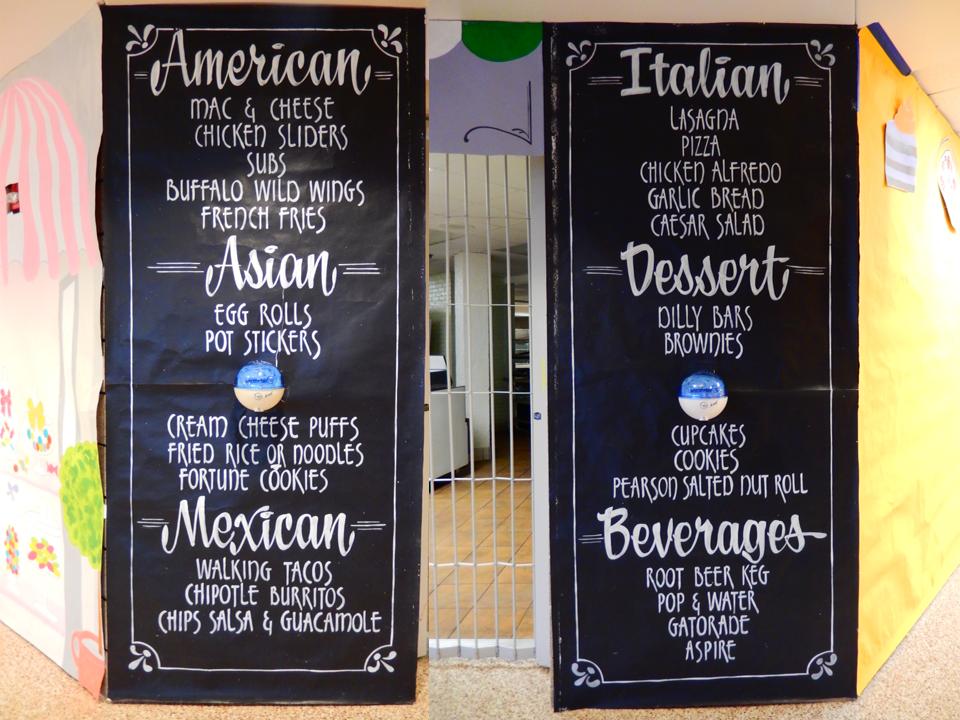 American
MAC & CHEESE
CHICKEN SLIDERS
SUBS
BUFFALO WILD WINGS
FRENCH FRIES
Asian
EGG ROLLS
POT STICKERS
CREAM CHEESE PUFFS
FRIED RICE OR NOODLES
FORTUNE COOKIES
Mexican
WALKING TACOS
CHIPOTLE BURRITOS
CHIPS SALSA & GUACAMOLE
Italian
LASAGNA
PIZZA
CHICKEN ALFREDO
GARLIC BREAD
CAESAR SALAD
Dessert
DILLY BARS
BROWNIES
CUPCAKES
COOKIES
PEARSON SALTED NUT ROLL
Beverages
ROOT BEER KEG
POP & WATER
GATORADE
ASPIRE